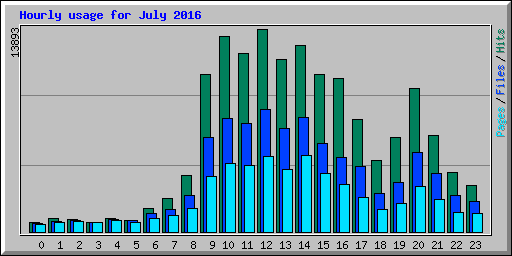 Hourly usage for July 2016
13893
Pages / Files / Hits
0 1 2 3 4 5 6 7 8 9 10 11 12 13 14 15 16 17 18 19 20 21 22 23